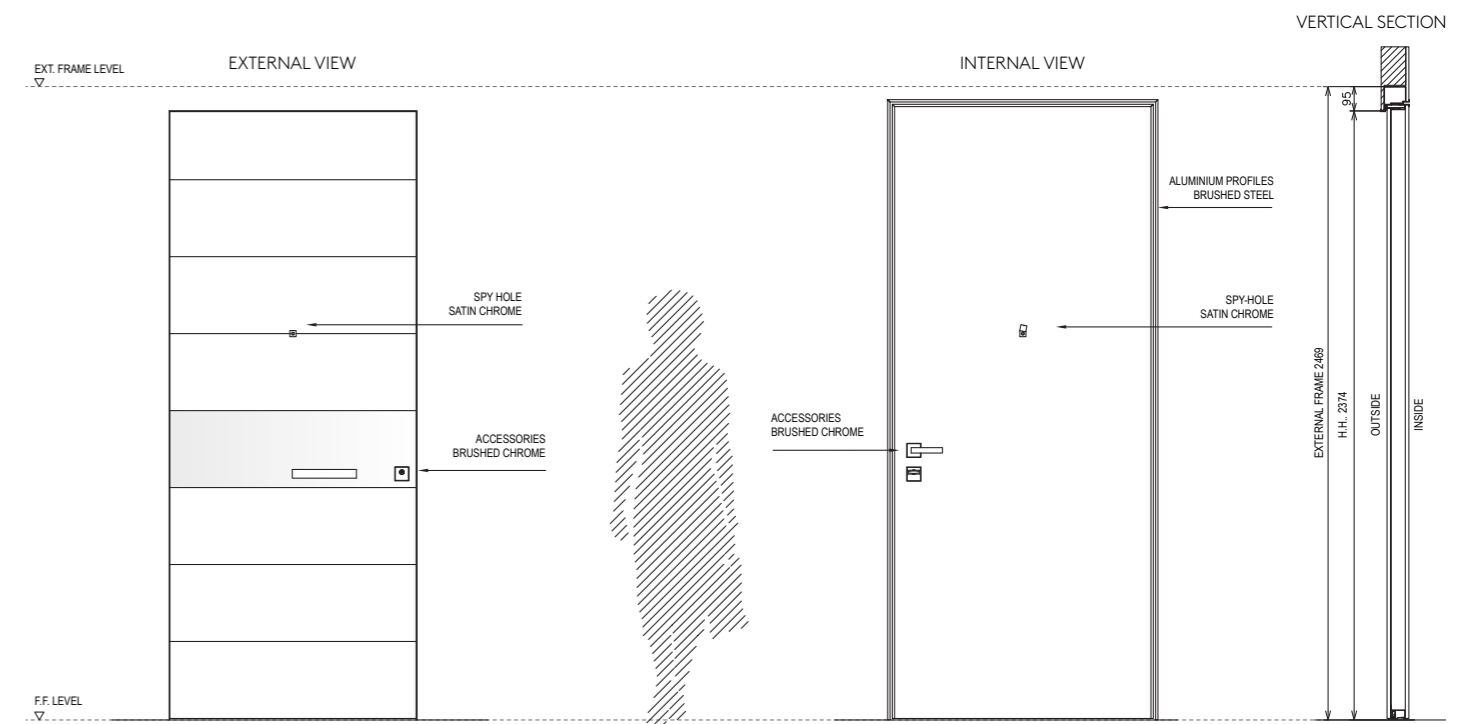 VERTICAL SECTION
EXT. FRAME LEVEL
EXTERNAL VIEW
INTERNAL VIEW
95
ALUMINIUM PROFILES
BRUSHED STEEL
SPY HOLE
SATIN CHROME
SPY-HOLE
SATIN CHROME
ACCESSORIES
BRUSHED CHROME
ACCESSORIES
BRUSHED CHROME
EXTERNAL FRAME 2469
H.H.. 2374
OUTSIDE
INSIDE
F.F. LEVEL